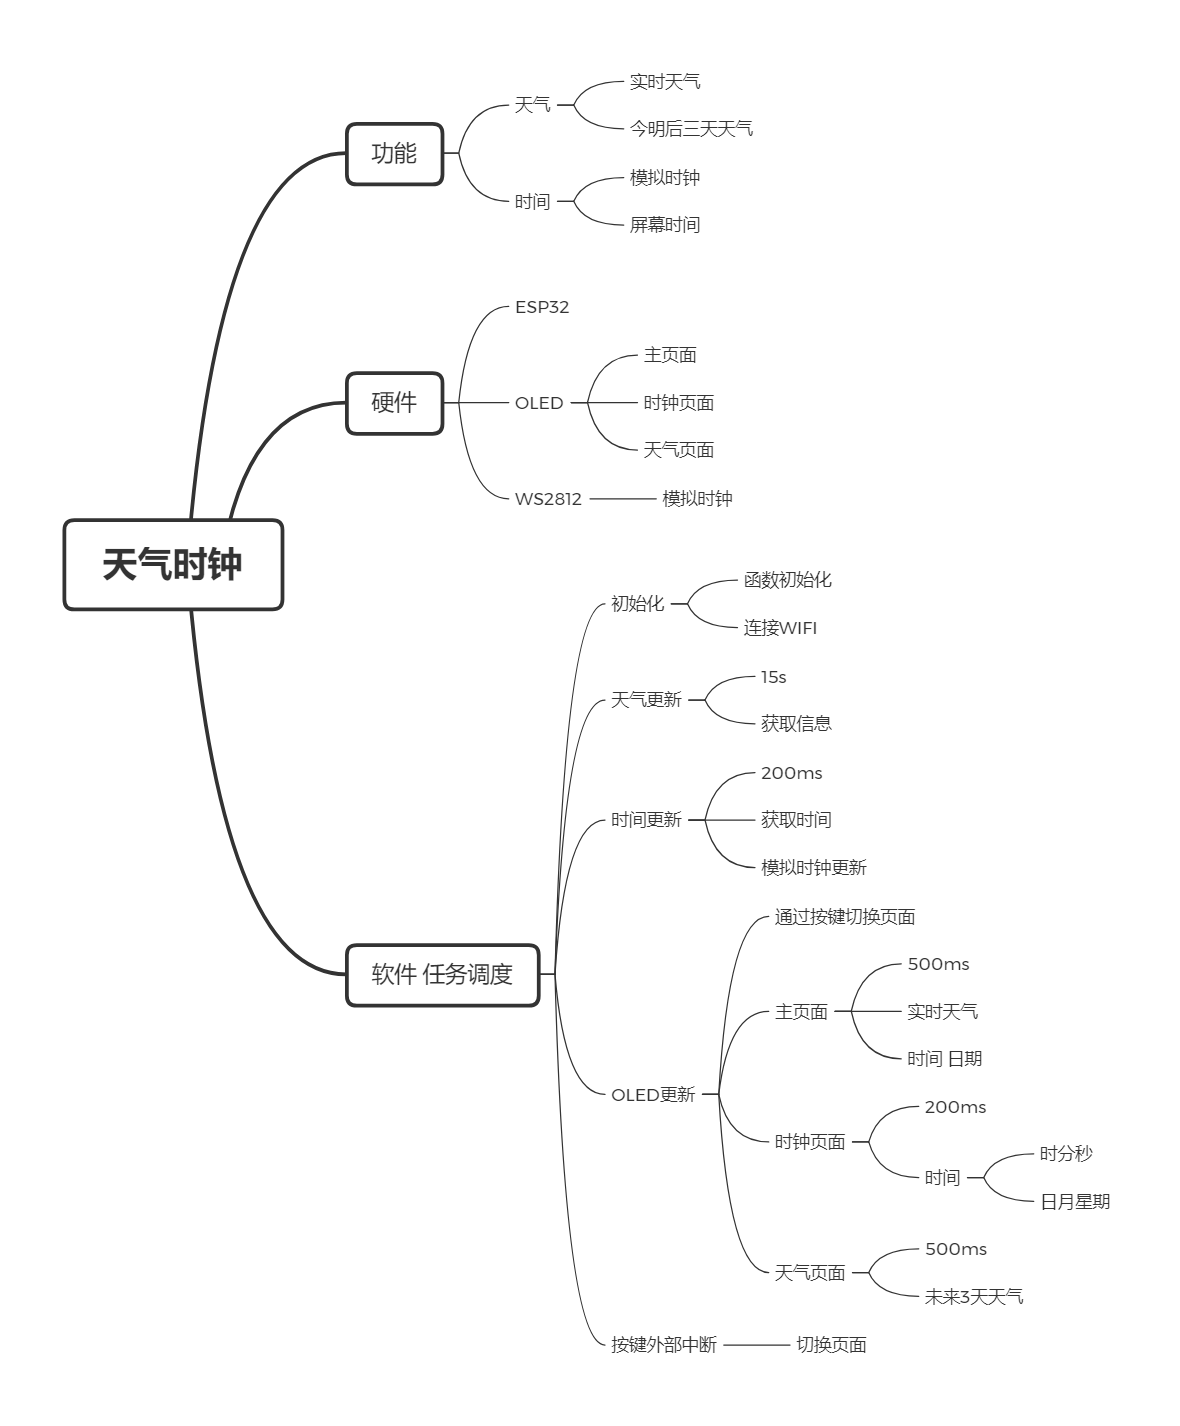 天气时钟
功能
天气
实时天气
今明后三天天气
时间
模拟时钟
屏幕时间
硬件
ESP32
OLED
主页面
时钟页面
天气页面
WS2812
模拟时钟
软件 任务调度
初始化
函数初始化
连接WIFI
天气更新
15s
获取信息
时间更新
200ms
获取时间
模拟时钟更新
OLED更新
通过按键切换页面
主页面
500ms
实时天气
时间 日期
时钟页面
200ms
时间
时分秒
日月星期
天气页面
500ms
未来3天天气
按键外部中断
切换页面